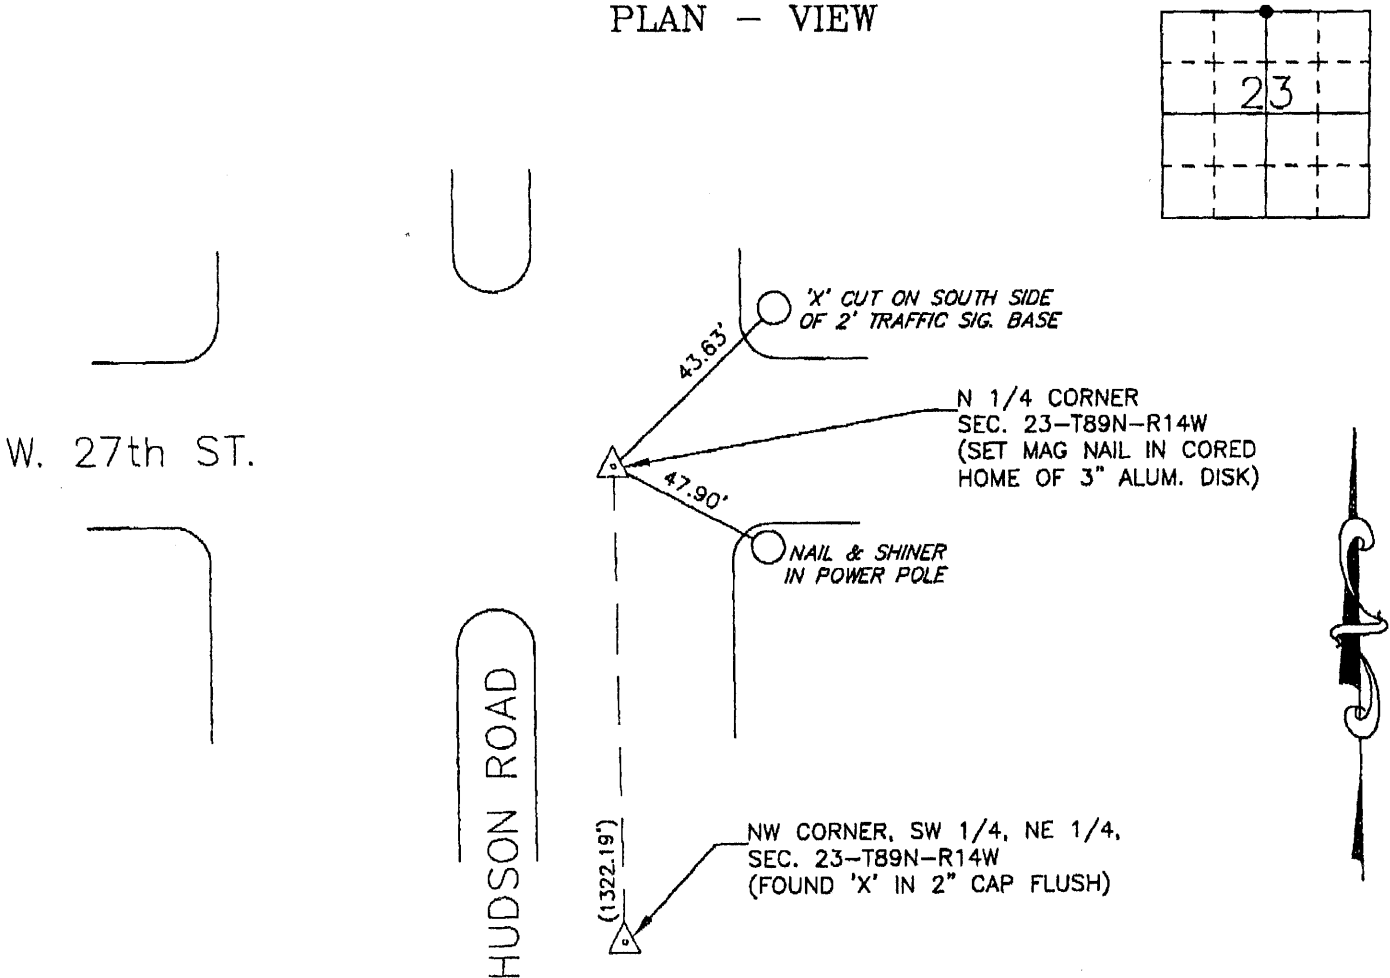 PLAN - VIEW
23
'X' CUT ON SOUTH SIDE
OF 2' TRAFFIC SIG. BASE
43.63'
N 1/4 CORNER
SEC. 23-T89N-R14W
(SET MAG NAIL IN CORED
HOME OF 3" ALUM. DISK)
W. 27th ST.
47.90'
NAIL & SHINER
IN POWER POLE
HUDSON ROAD
(1322.19')
NW CORNER, SW 1/4, NE 1/4,
SEC. 23-T89N-R14W
(FOUND 'X' IN 2" CAP FLUSH)